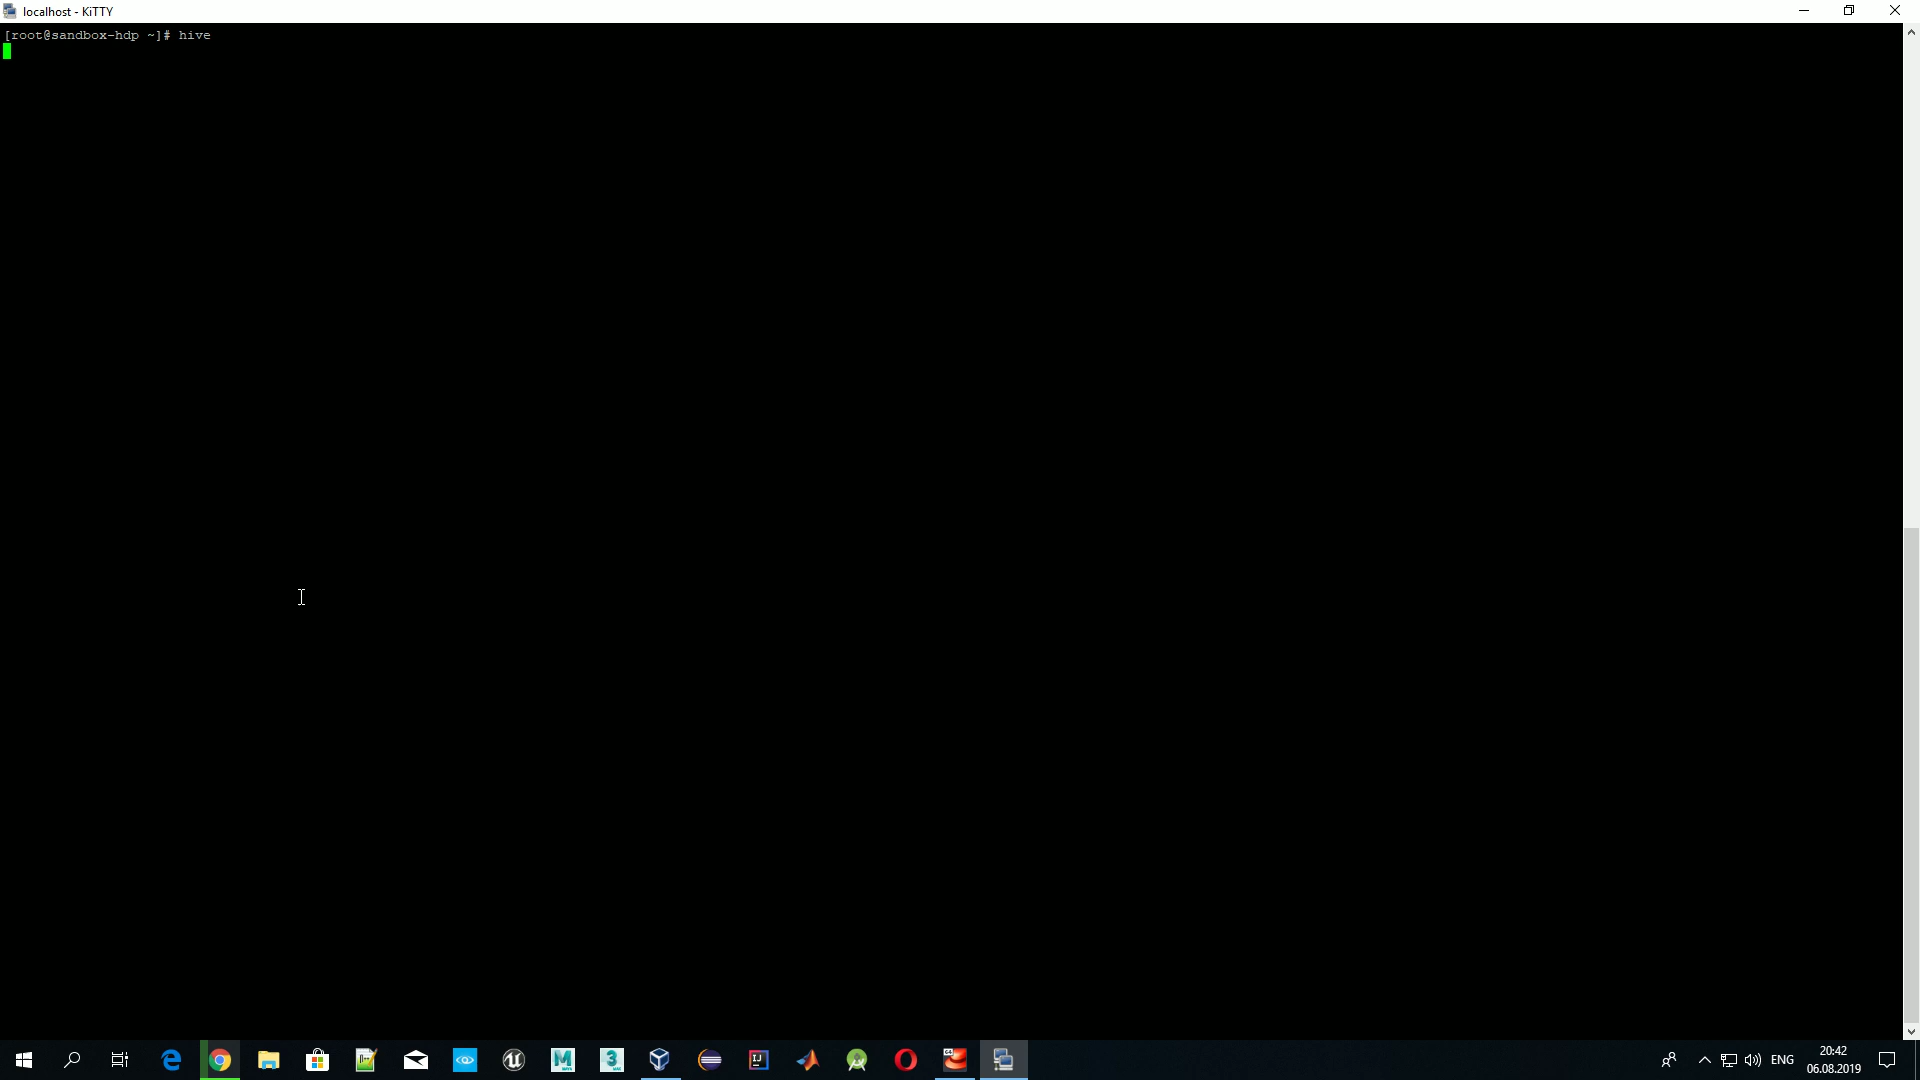 localhost - KiTTY
[root@sandbox-hdp ~]# hive
ENG
20:42
06.08.2019